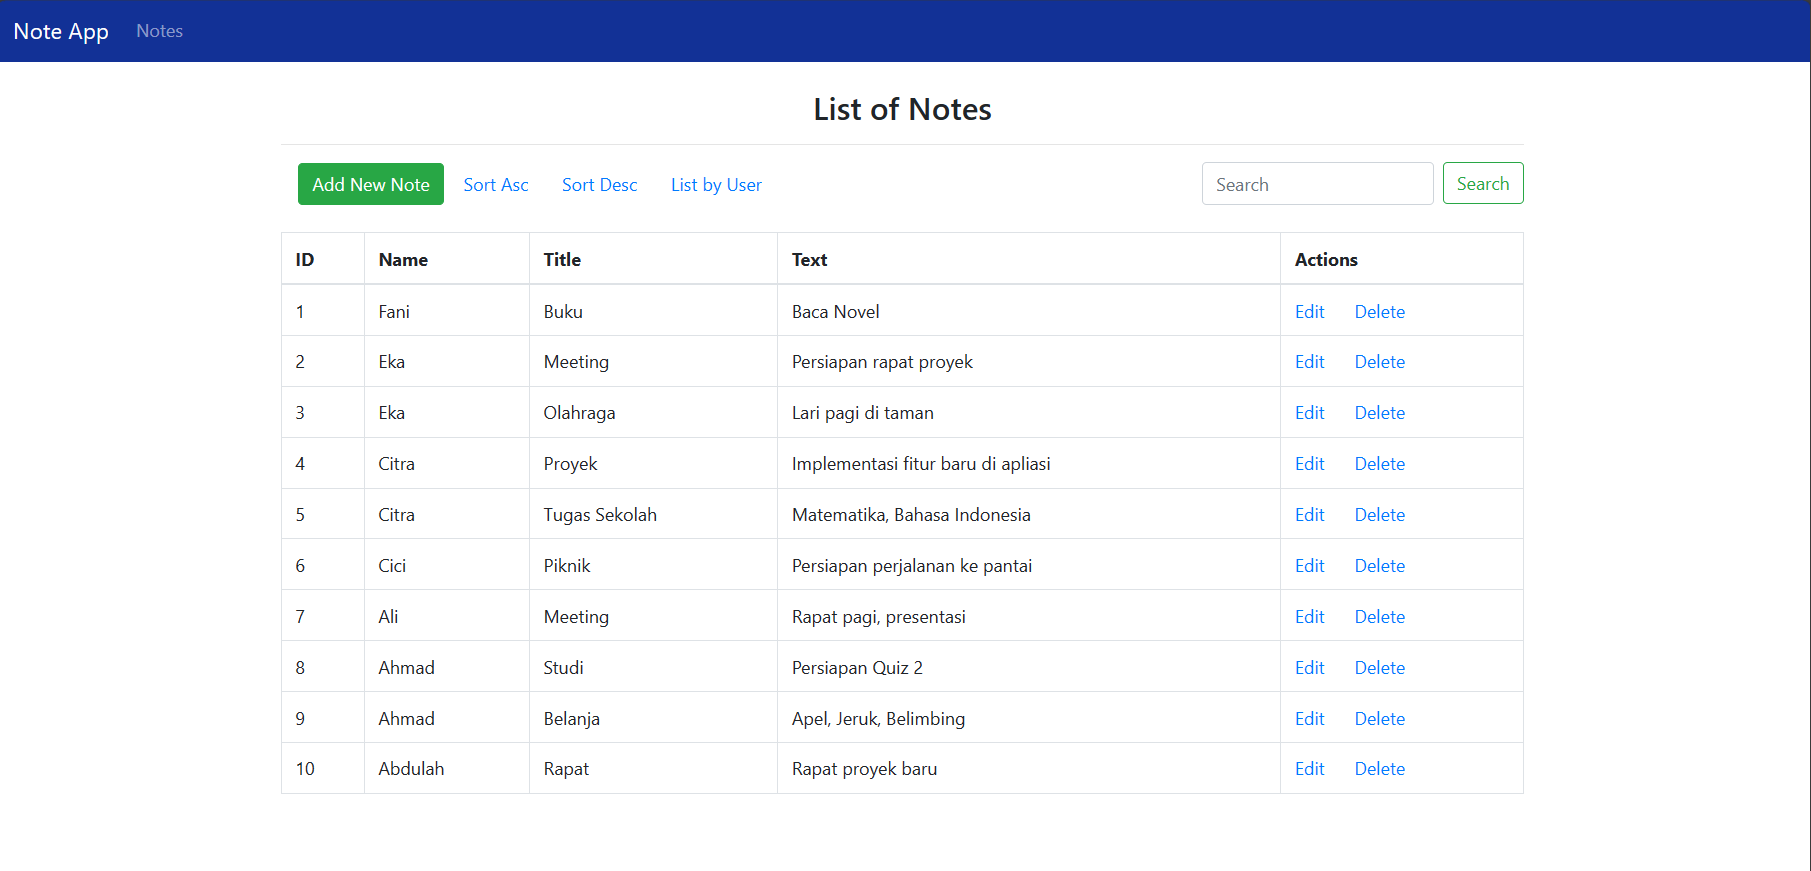 Note App Notes
List of Notes
Add New Note Sort Asc Sort Desc List by User Search Search
ID Name Title Text Actions
1 Fani Buku Baca Novel Edit Delete
2 Eka Meeting Persiapan rapat proyek Edit Delete
3 Eka Olahraga Lari pagi di taman Edit Delete
4 Citra Proyek Implementasi fitur baru di apliasi Edit Delete
5 Citra Tugas Sekolah Matematika, Bahasa Indonesia Edit Delete
6 Cici Piknik Persiapan perjalanan ke pantai Edit Delete
7 Ali Meeting Rapat pagi, presentasi Edit Delete
8 Ahmad Studi Persiapan Quiz 2 Edit Delete
9 Ahmad Belanja Apel, Jeruk, Belimbing Edit Delete
10 Abdulah Rapat Rapat proyek baru Edit Delete